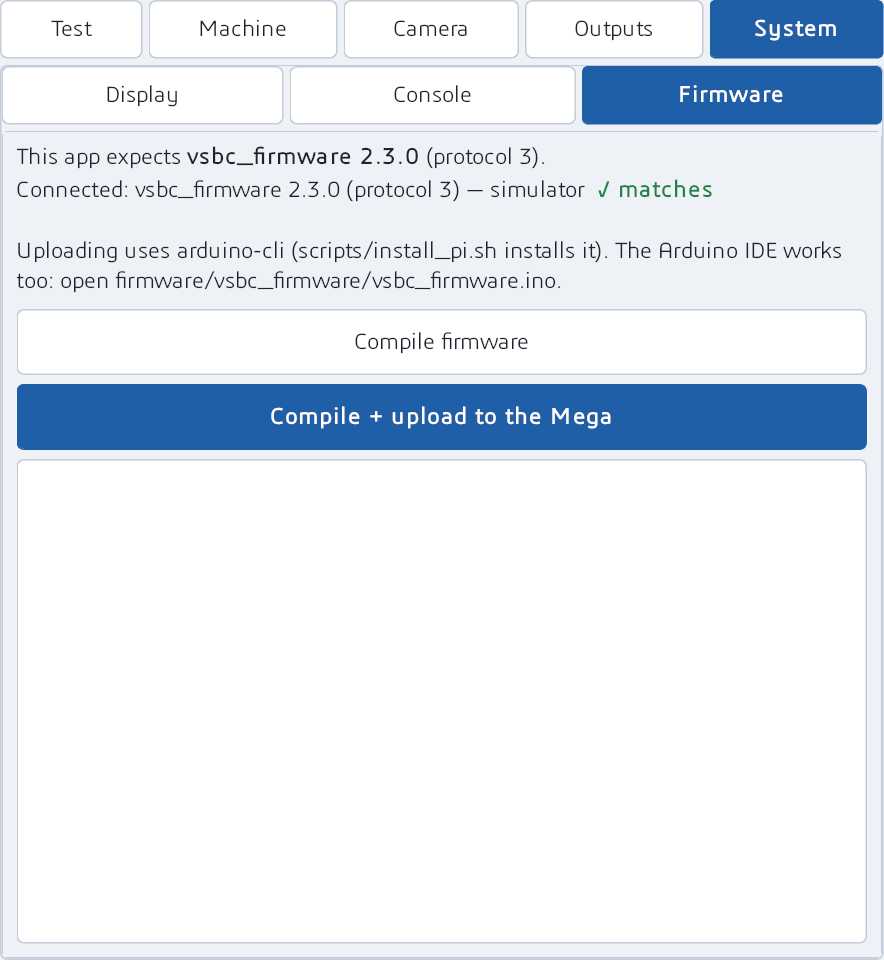 Test Machine Camera Outputs System
Display Console Firmware
This app expects vsbc_firmware 2.3.0 (protocol 3).
Connected: vsbc_firmware 2.3.0 (protocol 3) — simulator ✓ matches
Uploading uses arduino-cli (scripts/install_pi.sh installs it). The Arduino IDE works
too: open firmware/vsbc_firmware/vsbc_firmware.ino.
Compile firmware
Compile + upload to the Mega